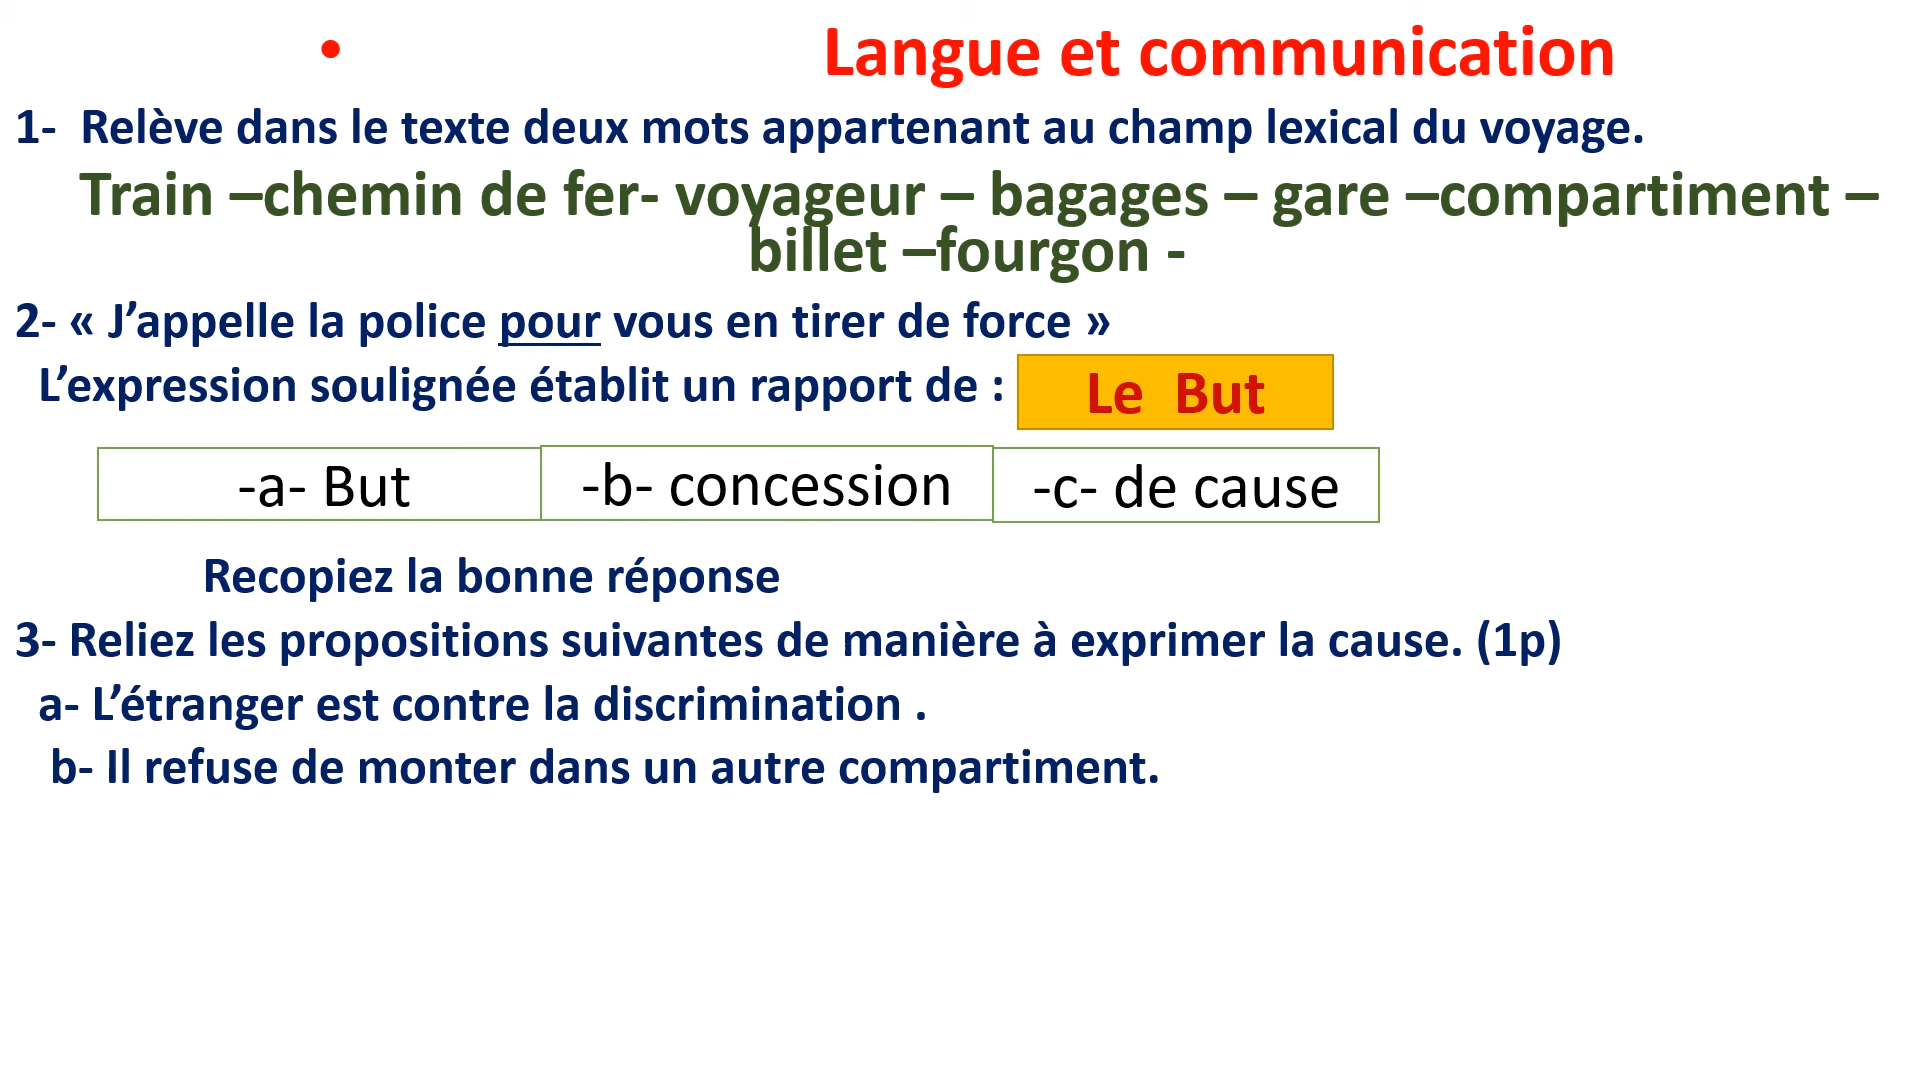 • Langue et communication
1- Relève dans le texte deux mots appartenant au champ lexical du voyage.
Train –chemin de fer- voyageur – bagages – gare –compartiment –
billet –fourgon -
2- « J’appelle la police pour vous en tirer de force »
L’expression soulignée établit un rapport de :
Le But
-a- But
-b- concession
-c- de cause
Recopiez la bonne réponse
3- Reliez les propositions suivantes de manière à exprimer la cause. (1p)
a- L’étranger est contre la discrimination .
b- Il refuse de monter dans un autre compartiment.